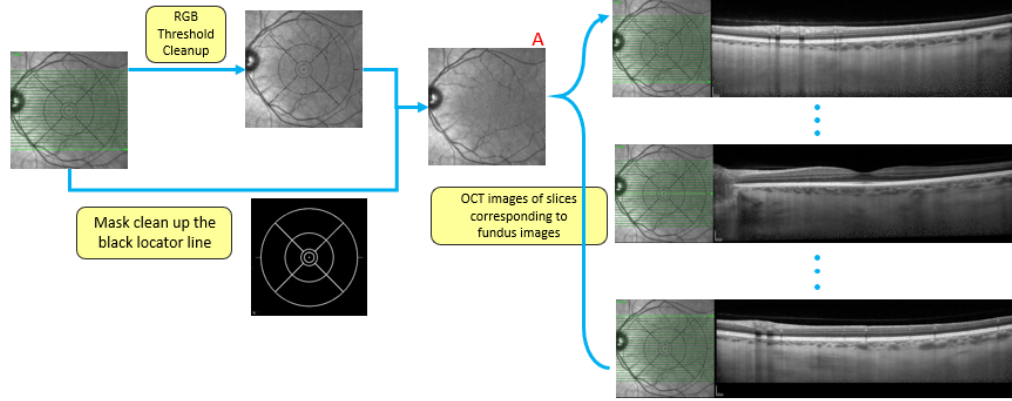 RGB
Threshold
Cleanup
A
Mask clean up the
black locator line
OCT images of slices
corresponding to
fundus images